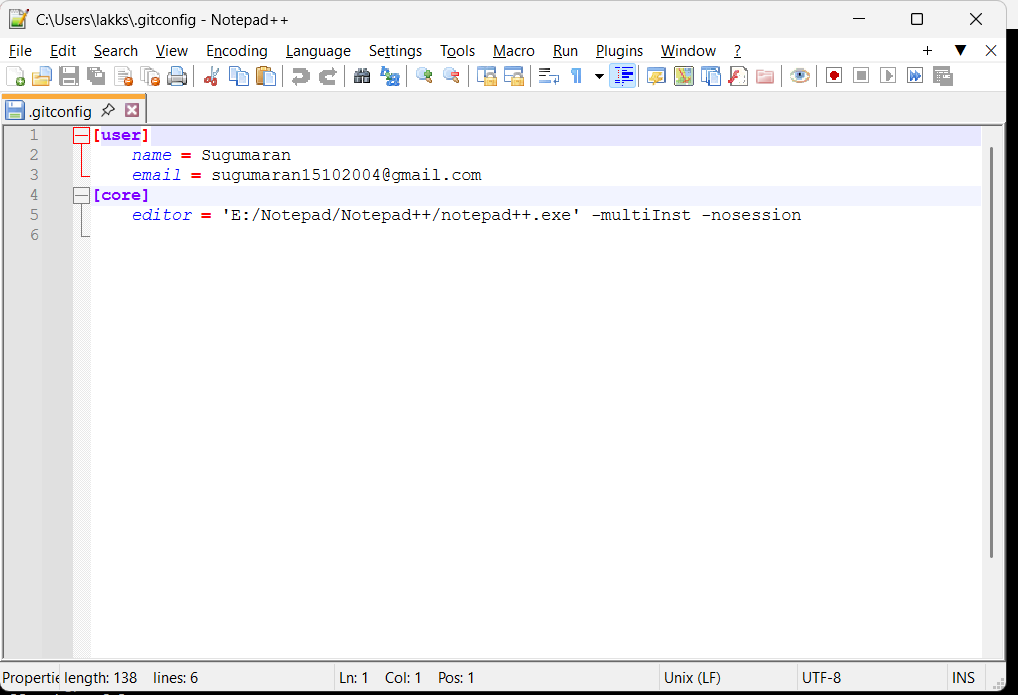 C:\Users\lakks\.gitconfig - Notepad++
File Edit Search View Encoding Language Settings Tools Macro Run Plugins Window ? + ▼ X
.gitconfig
1 [user]
2 name = Sugumaran
3 email = sugumaran15102004@gmail.com
4 [core]
5 editor = 'E:/Notepad/Notepad++/notepad++.exe' -multiInst -nosession
6
Propertie length: 138 lines: 6 Ln: 1 Col: 1 Pos: 1 Unix (LF) UTF-8 INS